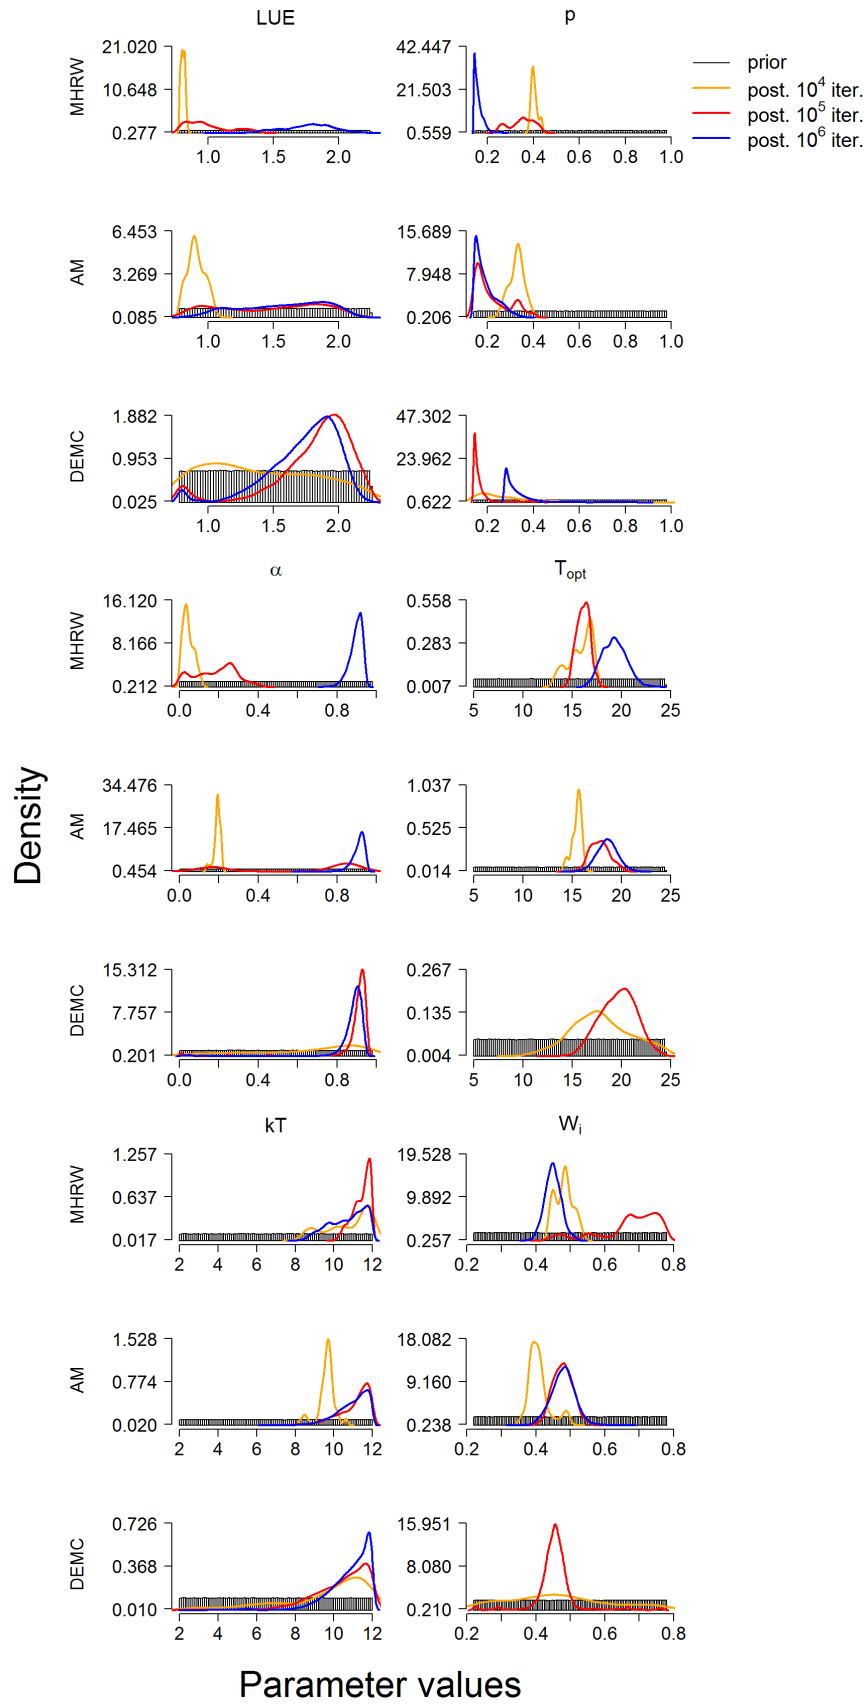 LUE p
MHRW
21.020
10.648
0.277
1.0 1.5 2.0
42.447
21.503
0.559
0.2 0.4 0.6 0.8 1.0
prior
post. 10^4 iter.
post. 10^5 iter.
post. 10^6 iter.
AM
6.453
3.269
0.085
1.0 1.5 2.0
15.689
7.948
0.206
0.2 0.4 0.6 0.8 1.0
DEMC
1.882
0.953
0.025
1.0 1.5 2.0
47.302
23.962
0.622
0.2 0.4 0.6 0.8 1.0
α T_opt
MHRW
16.120
8.166
0.212
0.0 0.4 0.8
0.558
0.283
0.007
5 10 15 20 25
Density
AM
34.476
17.465
0.454
0.0 0.4 0.8
1.037
0.525
0.014
5 10 15 20 25
DEMC
15.312
7.757
0.201
0.0 0.4 0.8
0.267
0.135
0.004
5 10 15 20 25
kT W_i
MHRW
1.257
0.637
0.017
2 4 6 8 10 12
19.528
9.892
0.257
0.2 0.4 0.6 0.8
AM
1.528
0.774
0.020
2 4 6 8 10 12
18.082
9.160
0.238
0.2 0.4 0.6 0.8
DEMC
0.726
0.368
0.010
2 4 6 8 10 12
15.951
8.080
0.210
0.2 0.4 0.6 0.8
Parameter values